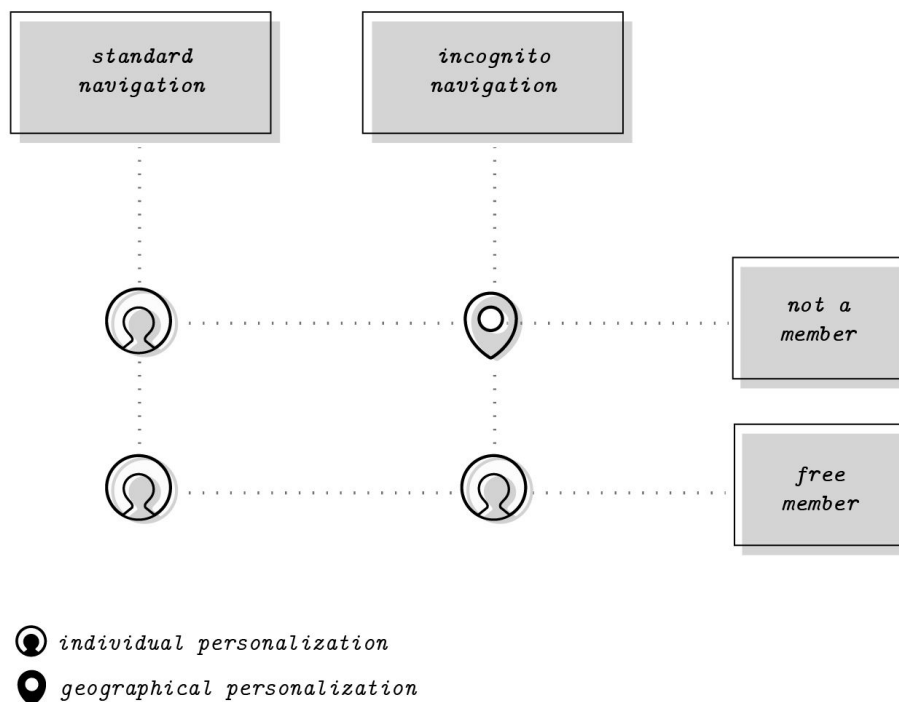 standard
navigation
incognito
navigation
not a
member
free
member
individual personalization
geographical personalization